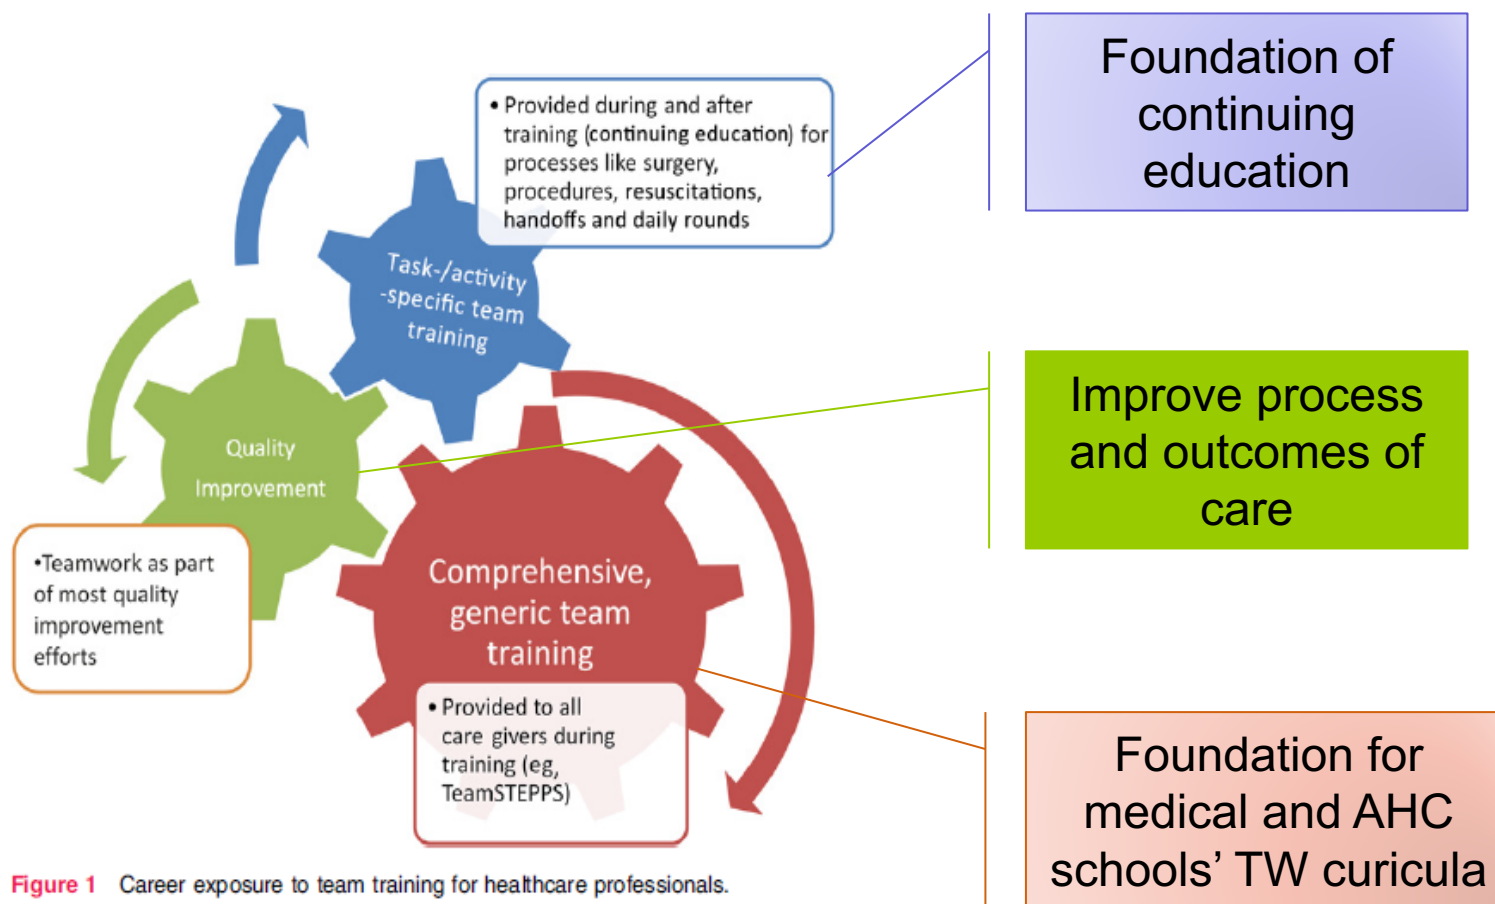 • Provided during and after
training (continuing education) for
processes like surgery,
procedures, resuscitations,
handoffs and daily rounds
Foundation of
continuing
education
Task-/activity
-specific team
training
Quality
Improvement
Improve process
and outcomes of
care
•Teamwork as part
of most quality
improvement
efforts
Comprehensive,
generic team
training
• Provided to all
care givers during
training (eg,
TeamSTEPPS)
Foundation for
medical and AHC
schools’ TW curicula
Figure 1 Career exposure to team training for healthcare professionals.